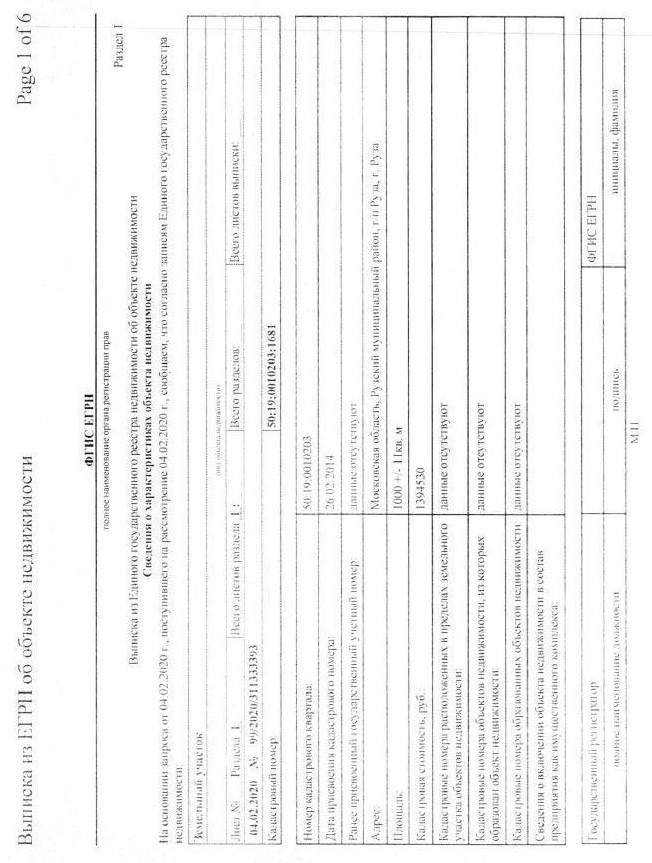 Выписка из ЕГРН об объекте недвижимости
Page 1 of 6
ФГИС ЕГРН
полное наименование органа регистрации прав
Раздел 1
Выписка из Единого государственного реестра недвижимости об объекте недвижимости
Сведения о характеристиках объекта недвижимости
На основании запроса от 04.02.2020 г., поступившего на рассмотрение 04.02.2020 г., сообщаем, что согласно записям Единого государственного реестра
недвижимости:
Земельный участок
(вид объекта недвижимости)
Лист № Раздела 1 Всего листов раздела 1: Всего разделов: Всего листов выписки:
04.02.2020 № 99/2020/311333393
Кадастровый номер: 50:19:0010203:1681
Номер кадастрового квартала: 50:19:0010203
Дата присвоения кадастрового номера: 26.02.2014
Ранее присвоенный государственный учетный номер: данные отсутствуют
Адрес: Московская область, Рузский муниципальный район, г/п Руза, г. Руза
Площадь: 1000 +/- 11кв. м
Кадастровая стоимость, руб.: 1394530
Кадастровые номера расположенных в пределах земельного данные отсутствуют
участка объектов недвижимости:
Кадастровые номера объектов недвижимости, из которых данные отсутствуют
образован объект недвижимости:
Кадастровые номера образованных объектов недвижимости: данные отсутствуют
Сведения о включении объекта недвижимости в состав
предприятия как имущественного комплекса:
Государственный регистратор ФГИС ЕГРН
полное наименование должности подпись инициалы, фамилия
М.П.